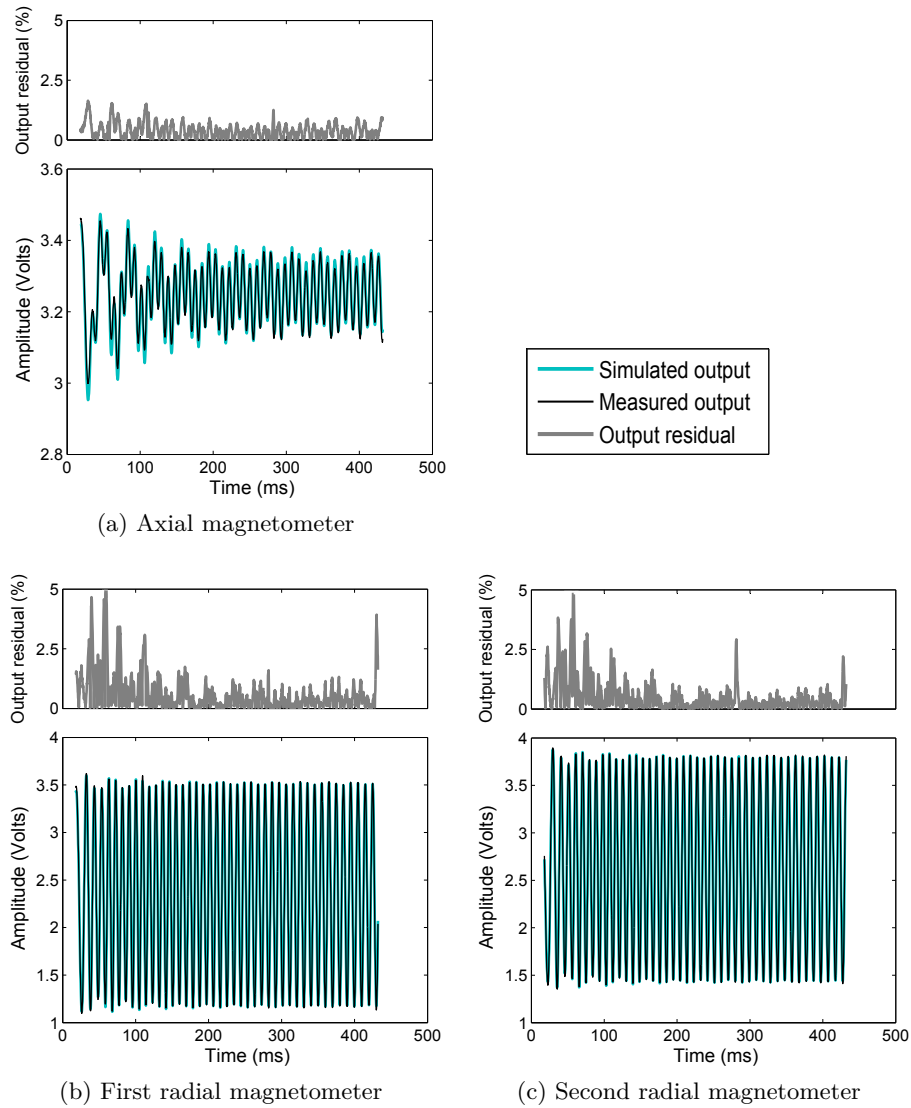 Output residual (%)
5
2.5
0
Amplitude (Volts)
3.6
3.4
3.2
3
2.8
0 100 200 300 400 500
Time (ms)
(a) Axial magnetometer
Simulated output
Measured output
Output residual
Output residual (%)
5
2.5
0
Amplitude (Volts)
4
3.5
3
2.5
2
1.5
1
0 100 200 300 400 500
Time (ms)
(b) First radial magnetometer
Output residual (%)
5
2.5
0
Amplitude (Volts)
4
3.5
3
2.5
2
1.5
1
0 100 200 300 400 500
Time (ms)
(c) Second radial magnetometer